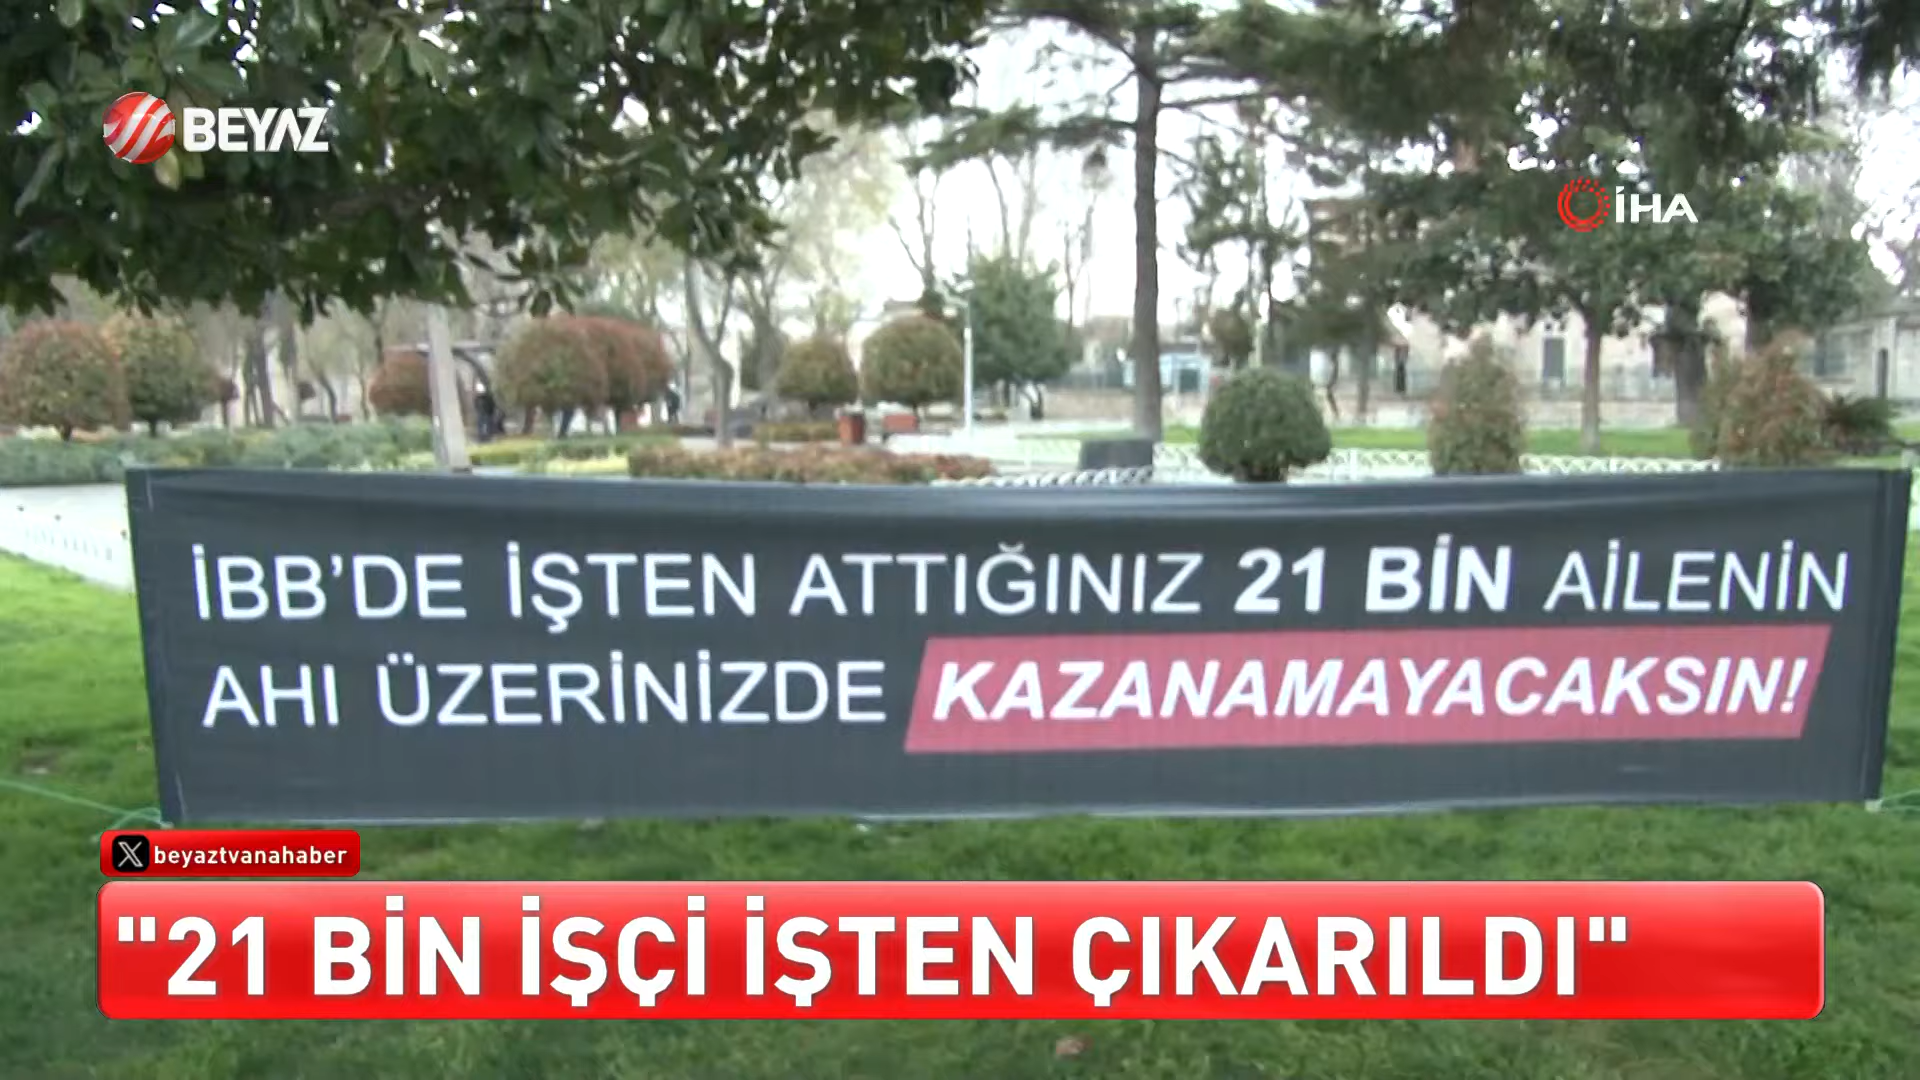 BEYAZ
İHA
İBB'DE İŞTEN ATTIĞINIZ 21 BİN AİLENİN
AHI ÜZERİNİZDE KAZANAMAYACAKSIN!
X beyaztvanahaber
"21 BİN İŞÇİ İŞTEN ÇIKARILDI"